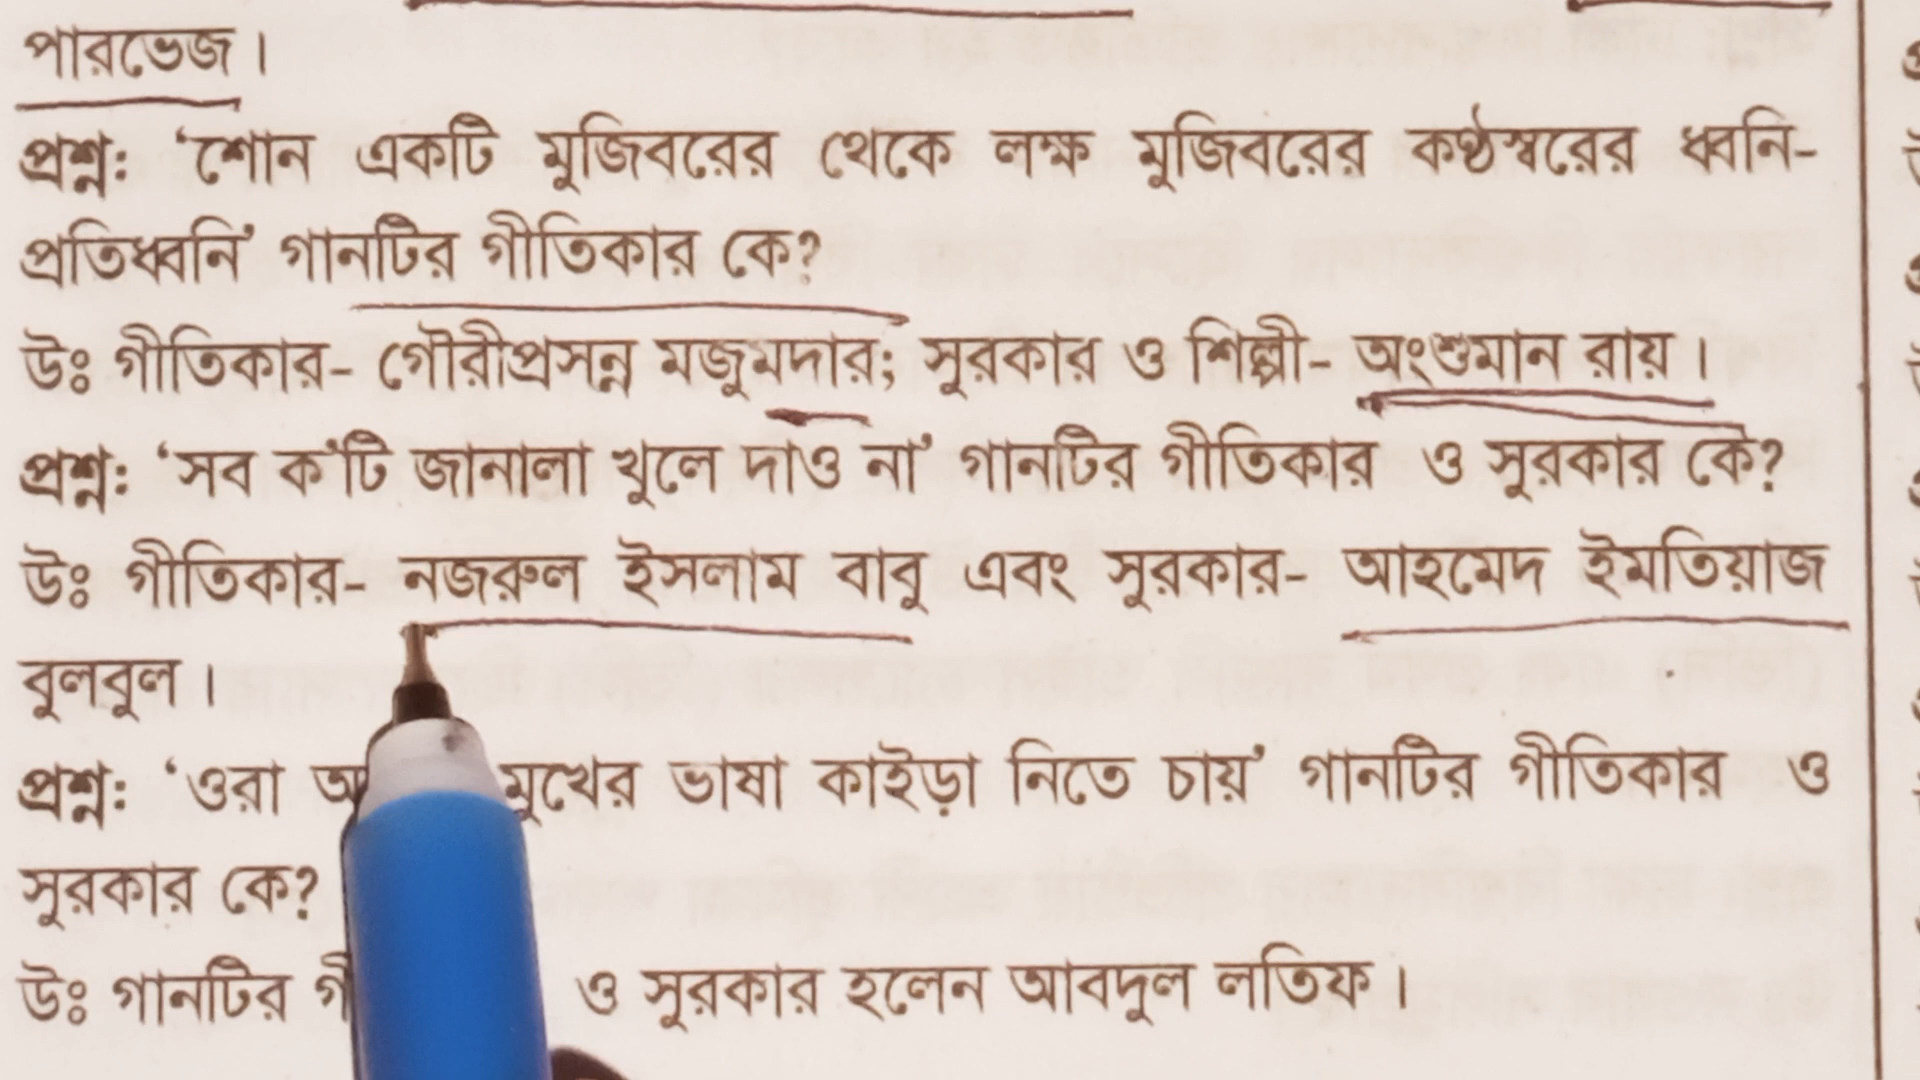 পারভেজ।
প্রশ্ন: ‘শোন একটি মুজিবরের থেকে লক্ষ মুজিবরের কণ্ঠস্বরের ধ্বনি-
প্রতিধ্বনি’ গানটির গীতিকার কে?
উঃ গীতিকার- গৌরীপ্রসন্ন মজুমদার; সুরকার ও শিল্পী- অংশুমান রায়।
প্রশ্ন: ‘সব ক’টি জানালা খুলে দাও না’ গানটির গীতিকার ও সুরকার কে?
উঃ গীতিকার- নজরুল ইসলাম বাবু এবং সুরকার- আহমেদ ইমতিয়াজ
বুলবুল।
প্রশ্ন: ‘ওরা মুখের ভাষা কাইড়া নিতে চায়’ গানটির গীতিকার ও
সুরকার কে?
উঃ গানটির ও সুরকার হলেন আবদুল লতিফ।